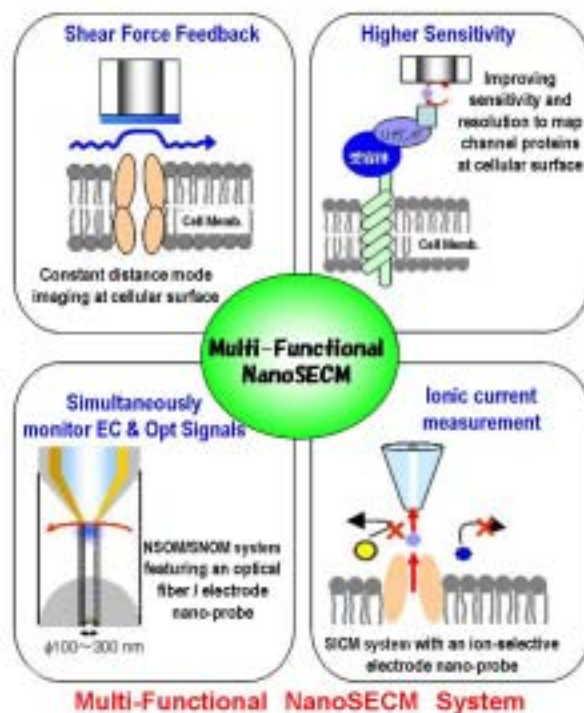 Shear Force Feedback
Cell Memb.
Constant distance mode
imaging at cellular surface
Higher Sensitivity
Improving
sensitivity and
resolution to map
channel proteins
at cellular surface
Cell Memb.
Multi-Functional
NanoSECM
Simultaneously
monitor EC & Opt Signals
NSOM/SNOM system
featuring an optical
fiber / electrode
nano-probe
ϕ100～300 nm
Ionic current
measurement
SICM system with an ion-selective
electrode nano-probe
Multi-Functional NanoSECM System